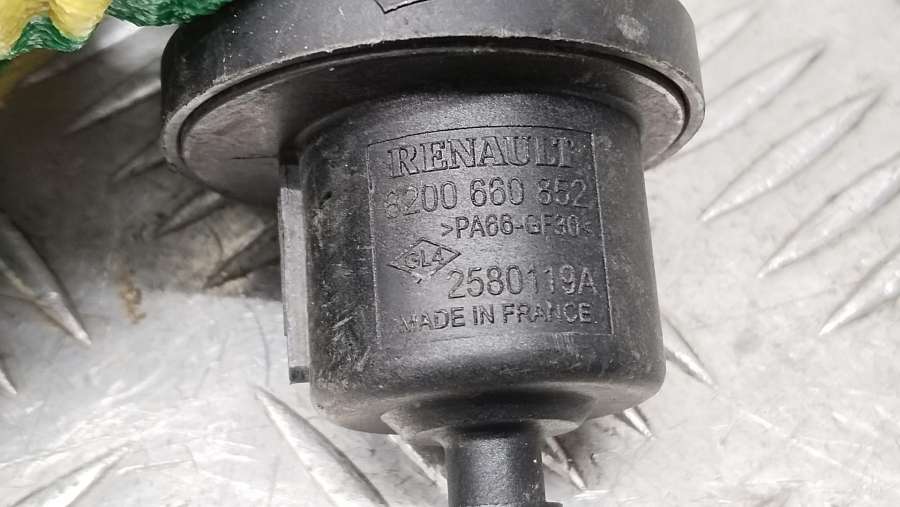 RENAULT
8200 660 852
>PA66-GF30<
GL4
2580119A
MADE IN FRANCE.